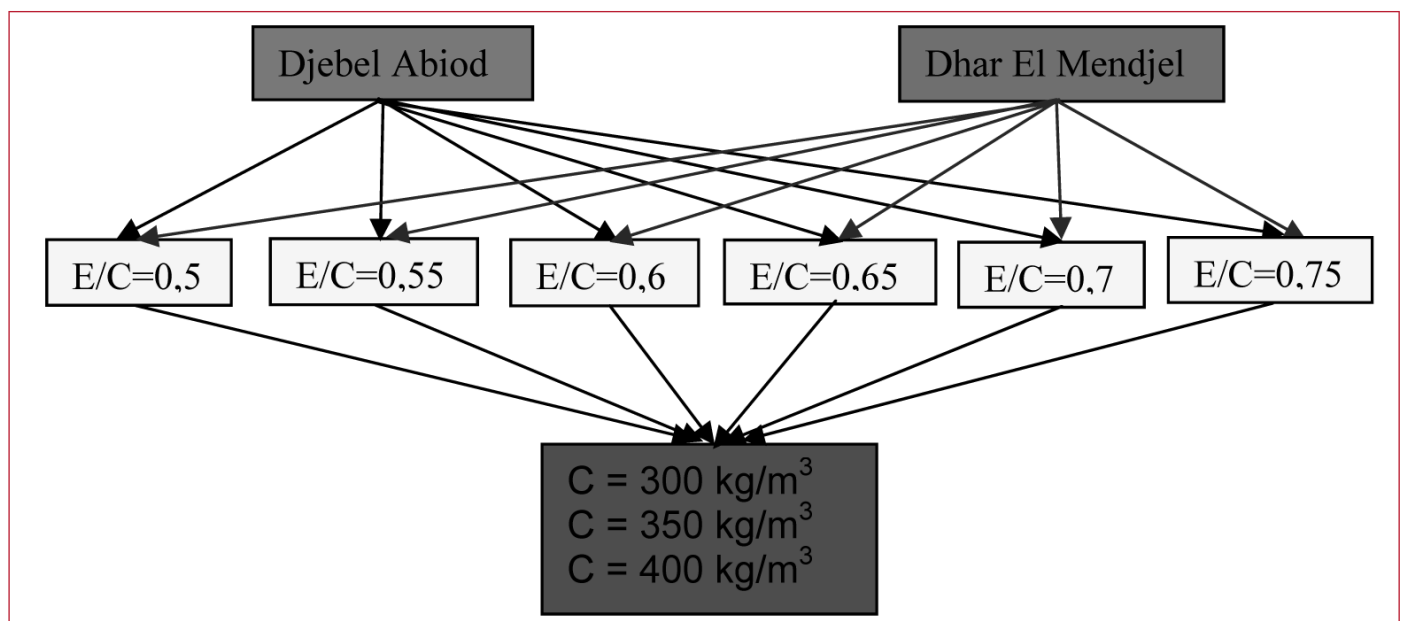 Djebel Abiod
Dhar El Mendjel
E/C=0,5
E/C=0,55
E/C=0,6
E/C=0,65
E/C=0,7
E/C=0,75
C = 300 kg/m³
C = 350 kg/m³
C = 400 kg/m³